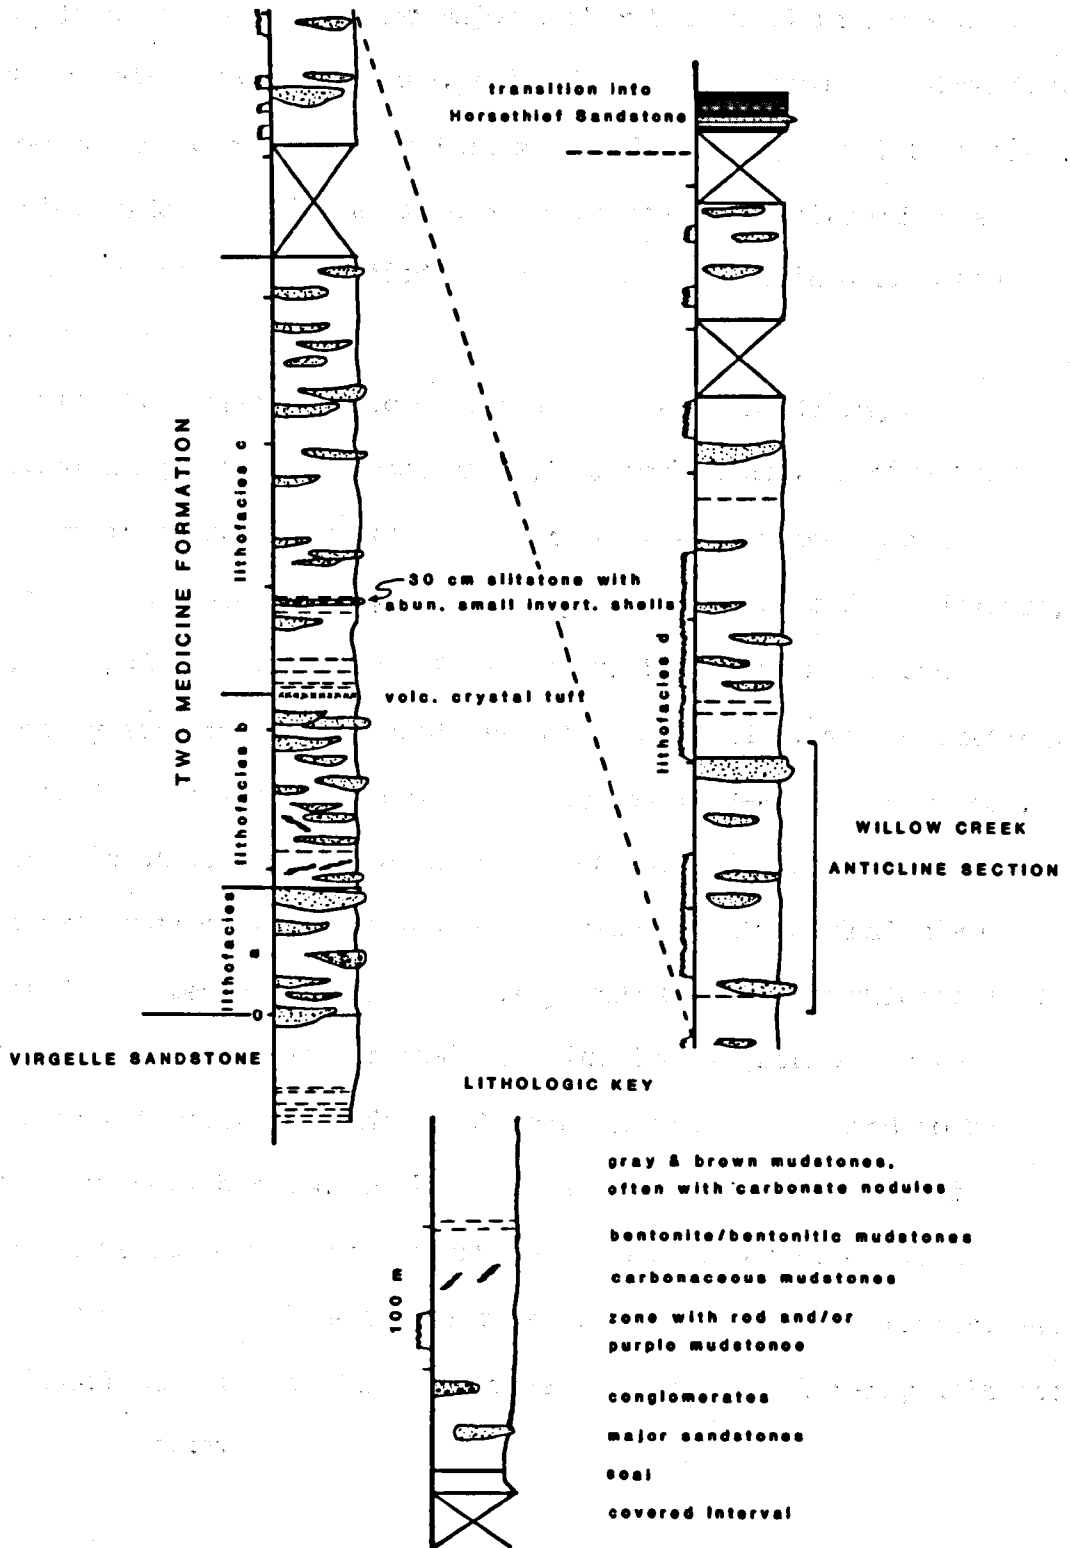 transition into
Horsethief Sandstone
TWO MEDICINE FORMATION
lithofacies c
30 cm siltstone with
abun. small invert. shells
volc. crystal tuff
lithofacies b
lithofacies
a
0
VIRGELLE SANDSTONE
lithofacies d
WILLOW CREEK
ANTICLINE SECTION
LITHOLOGIC KEY
100 m
gray & brown mudstones,
often with carbonate nodules
bentonite/bentonitic mudstones
carbonaceous mudstones
zone with red and/or
purple mudstones
conglomerates
major sandstones
coal
covered interval